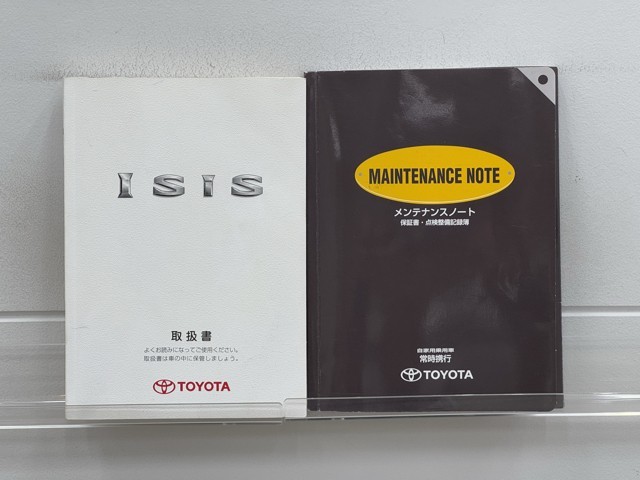 ISIS
取扱書
よくお読みになってご使用ください。
取扱書は車の中に保管しましょう。
TOYOTA
MAINTENANCE NOTE
メンテナンスノート
保証書・点検整備記録簿
自家用乗用車
常時携行
TOYOTA